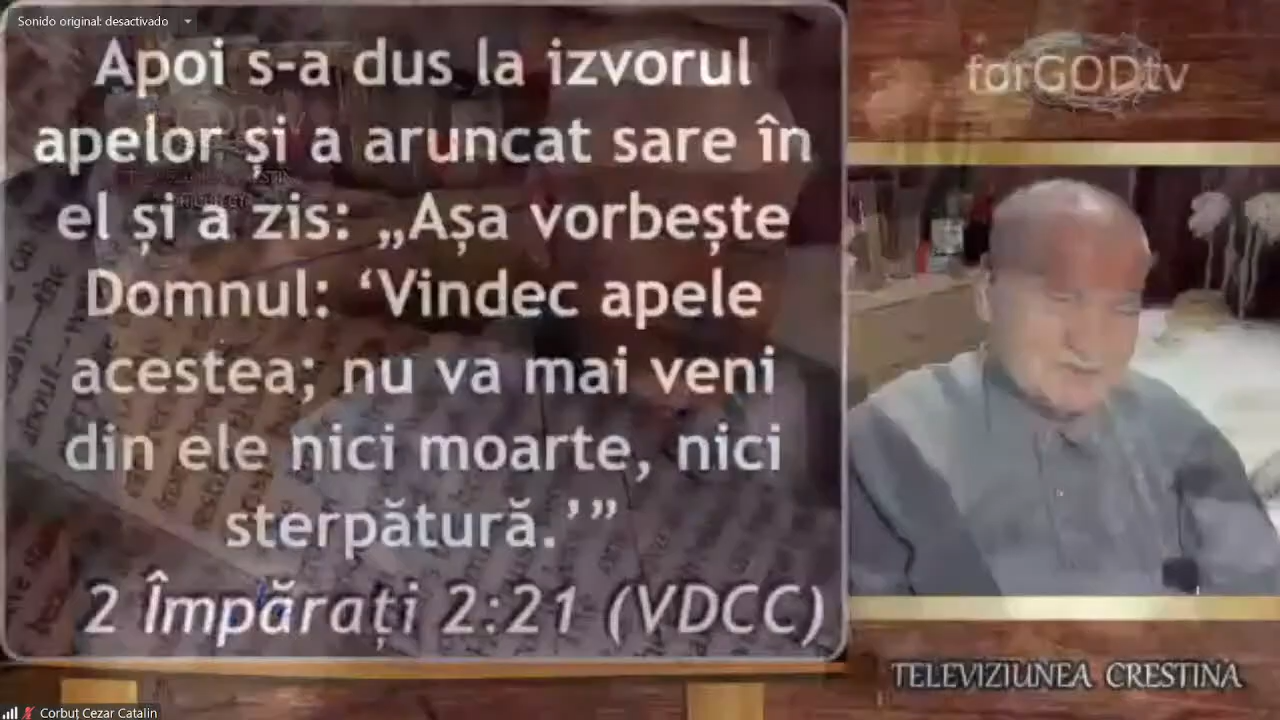 Sonido original: desactivado
Apoi s-a dus la izvorul
apelor și a aruncat sare în
el și a zis: „Așa vorbește
Domnul: ‘Vindec apele
acestea; nu va mai veni
din ele nici moarte, nici
sterpătură.’”
2 Împărați 2:21 (VDCC)
forGODtv
TELEVIZIUNEA CRESTINA
Corbuț Cezar Catalin